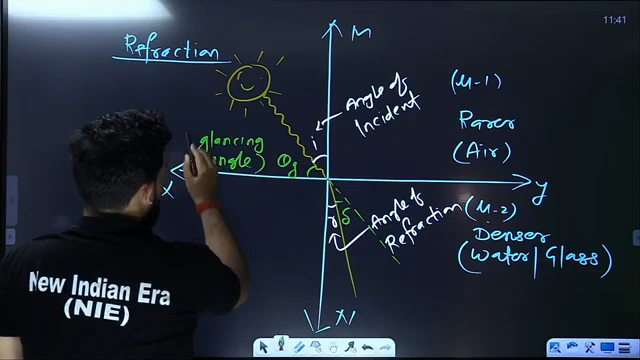 11:41
Refraction
M
Angle of
Incident
i
(M-1)
Rarer
(Air)
glancing
angle) θg
X
y
r
δ
Angle of
Refraction
(M-2)
Denser
(Water/Glass)
N
New Indian Era
(NIE)